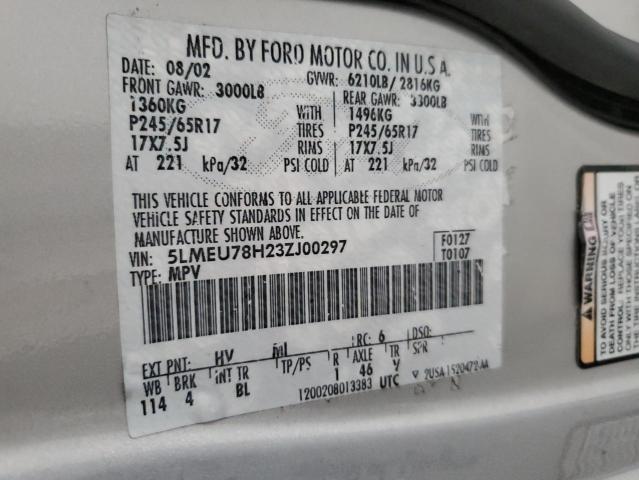 MFD. BY FORD MOTOR CO. IN U.S.A.
DATE: 08/02 GVWR: 6210LB/ 2816KG
FRONT GAWR: 3000LB REAR GAWR: 3300LB
1360KG WITH 1496KG WITH
P245/65R17 TIRES P245/65R17 TIRES
17X7.5J RIMS 17X7.5J RIMS
AT 221 kPa/32 PSI COLD AT 221 kPa/32 PSI COLD
THIS VEHICLE CONFORMS TO ALL APPLICABLE FEDERAL MOTOR
VEHICLE SAFETY STANDARDS IN EFFECT ON THE DATE OF
MANUFACTURE SHOWN ABOVE.
VIN: 5LMEU78H23ZJ00297 F0127
TYPE: MPV T0107
EXT PNT: HV RC: 6 DSO:
WB BRK INT TR TP/PS R AXLE TR SPR
114 4 BL 1 46 V
1200208013383 UTC
WARNING